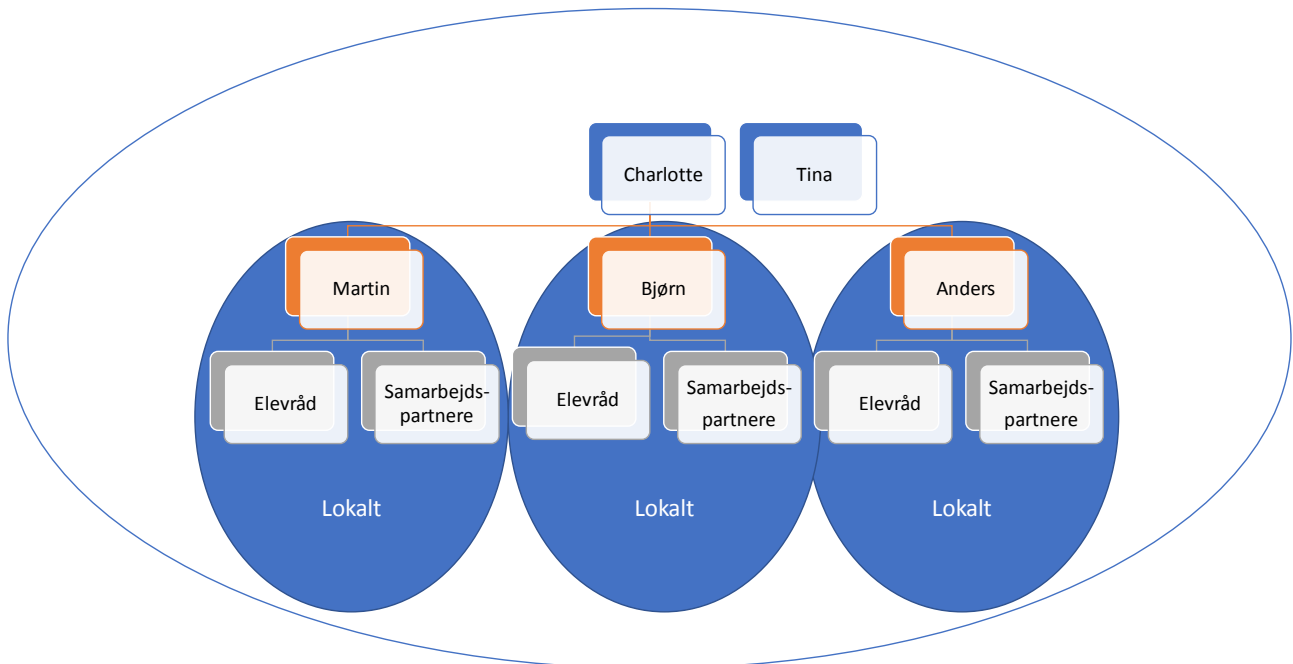 Charlotte
Tina
Martin
Bjørn
Anders
Elevråd
Samarbejds-
partnere
Elevråd
Samarbejds-
partnere
Elevråd
Samarbejds-
partnere
Lokalt
Lokalt
Lokalt